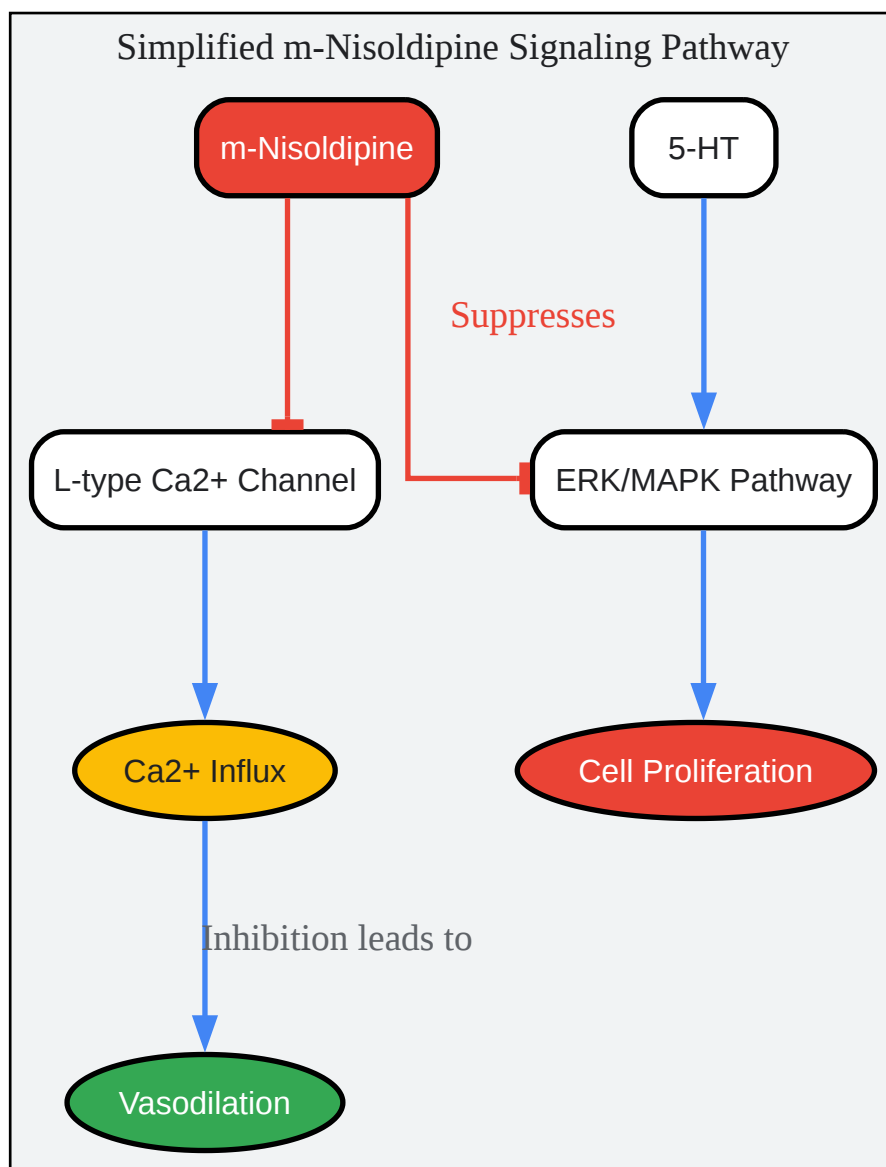 Simplified m-Nisoldipine Signaling Pathway
m-Nisoldipine
5-HT
Suppresses
L-type Ca2+ Channel
ERK/MAPK Pathway
Ca2+ Influx
Cell Proliferation
Inhibition leads to
Vasodilation